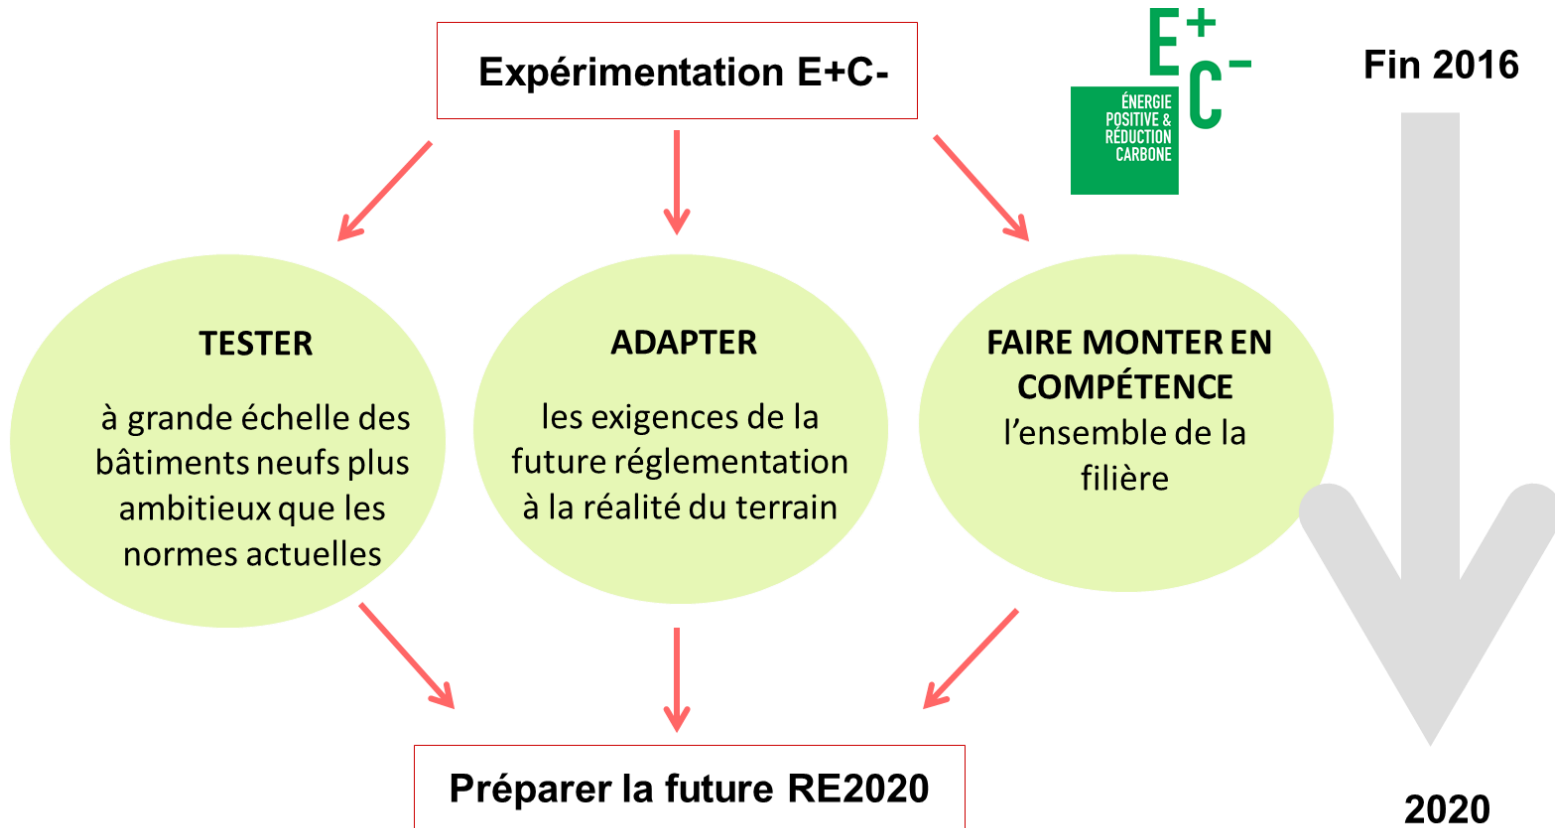 Expérimentation E+C-
E+
C-
ÉNERGIE
POSITIVE &
RÉDUCTION
CARBONE
Fin 2016
TESTER
à grande échelle des
bâtiments neufs plus
ambitieux que les
normes actuelles
ADAPTER
les exigences de la
future réglementation
à la réalité du terrain
FAIRE MONTER EN
COMPÉTENCE
l’ensemble de la
filière
Préparer la future RE2020
2020